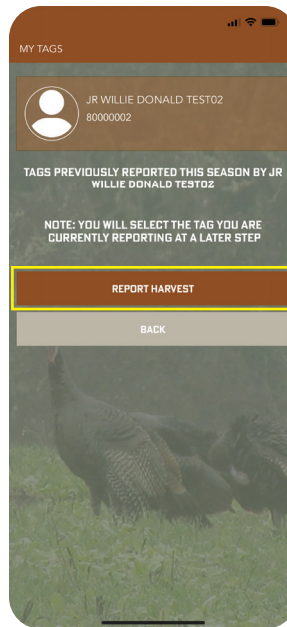 MY TAGS
JR WILLIE DONALD TEST02
80000002
TAGS PREVIOUSLY REPORTED THIS SEASON BY JR
WILLIE DONALD TEST02
NOTE: YOU WILL SELECT THE TAG YOU ARE
CURRENTLY REPORTING AT A LATER STEP
REPORT HARVEST
BACK